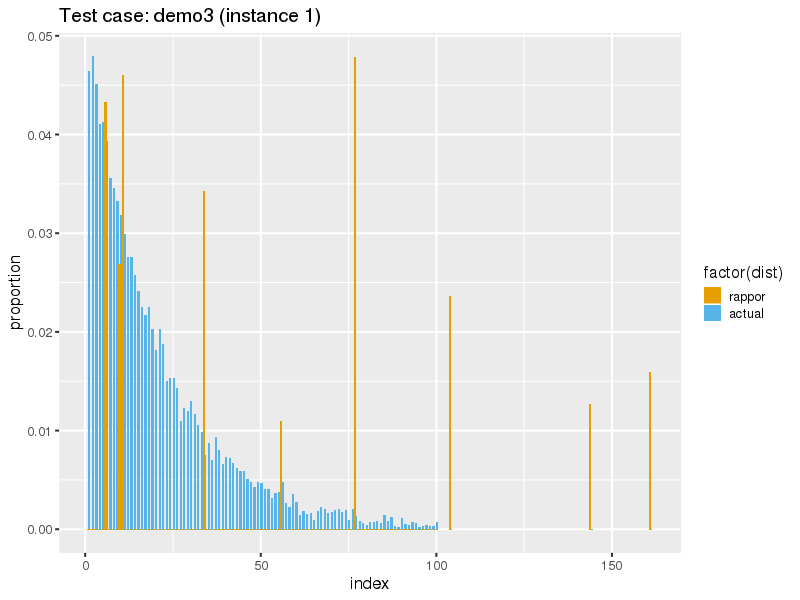 Test case: demo3 (instance 1)
0.05
0.04
0.03
0.02
0.01
0.00
proportion
0
50
100
150
index
factor(dist)
rappor
actual